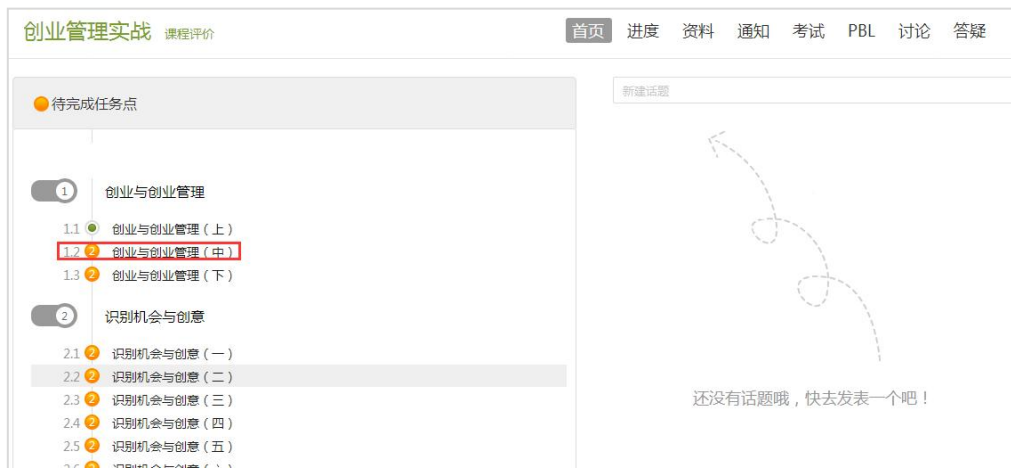 创业管理实战 课程评价 首页 进度 资料 通知 考试 PBL 讨论 答疑
待完成任务点
新建话题
1 创业与创业管理
1.1 创业与创业管理（上）
1.2 2 创业与创业管理（中）
1.3 2 创业与创业管理（下）
2 识别机会与创意
2.1 2 识别机会与创意（一）
2.2 2 识别机会与创意（二）
2.3 2 识别机会与创意（三）
2.4 2 识别机会与创意（四）
2.5 2 识别机会与创意（五）
还没有话题哦，快去发表一个吧！